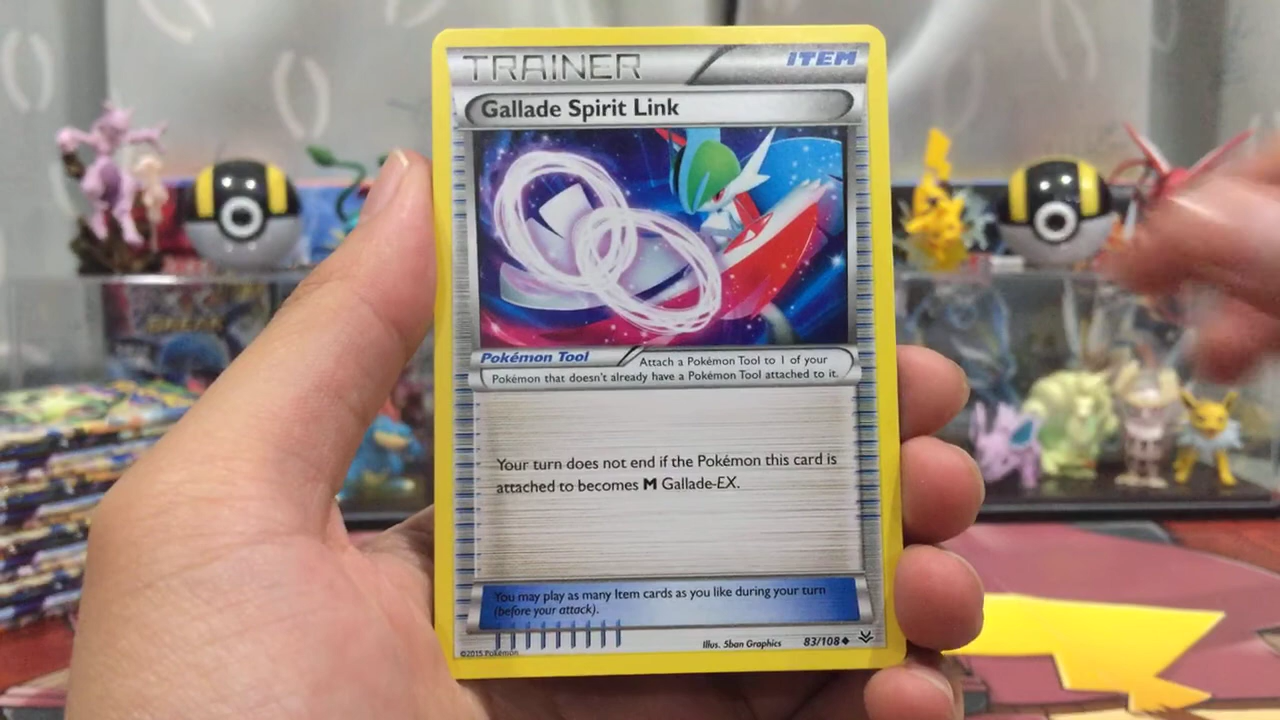 TRAINER
ITEM
Gallade Spirit Link
Pokémon Tool
Attach a Pokémon Tool to 1 of your
Pokémon that doesn't already have a Pokémon Tool attached to it.
Your turn does not end if the Pokémon this card is
attached to becomes M Gallade-EX.
You may play as many Item cards as you like during your turn
(before your attack).
©2015 Pokémon
Illus. 5ban Graphics
83/108